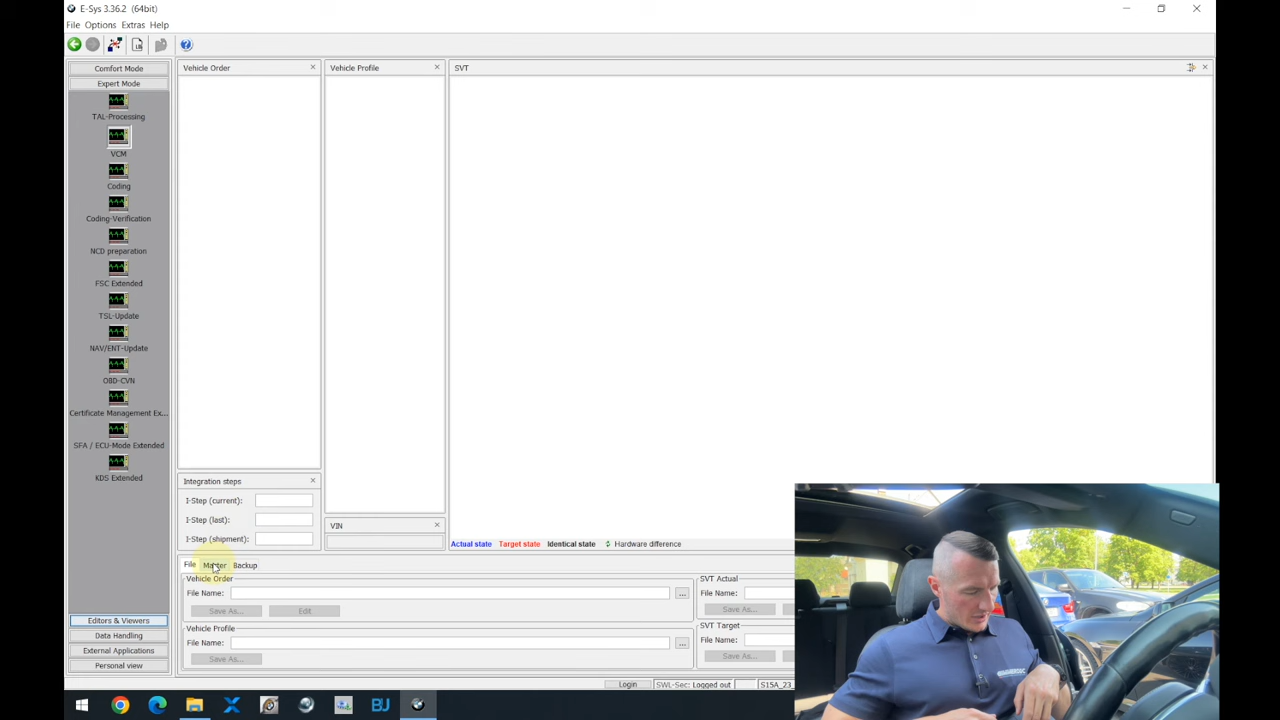 E-Sys 3.36.2 (64bit)
File Options Extras Help
Comfort Mode
Expert Mode
TAL-Processing
VCM
Coding
Coding-Verification
NCD preparation
FSC Extended
TSL-Update
NAV/ENT-Update
OBD-CVN
Certificate Management Ex...
SFA / ECU-Mode Extended
KDS Extended
Editors & Viewers
Data Handling
External Applications
Personal view
Vehicle Order
Vehicle Profile
SVT
Integration steps
I-Step (current):
I-Step (last):
I-Step (shipment):
VIN
Actual state Target state Identical state Hardware difference
File Master Backup
Vehicle Order
File Name: ...
Save As... Edit
Vehicle Profile
File Name: ...
Save As...
SVT Actual
File Name:
Save As...
SVT Target
File Name:
Save As...
Login SWL-Sec: Logged out S15A_23_
BU